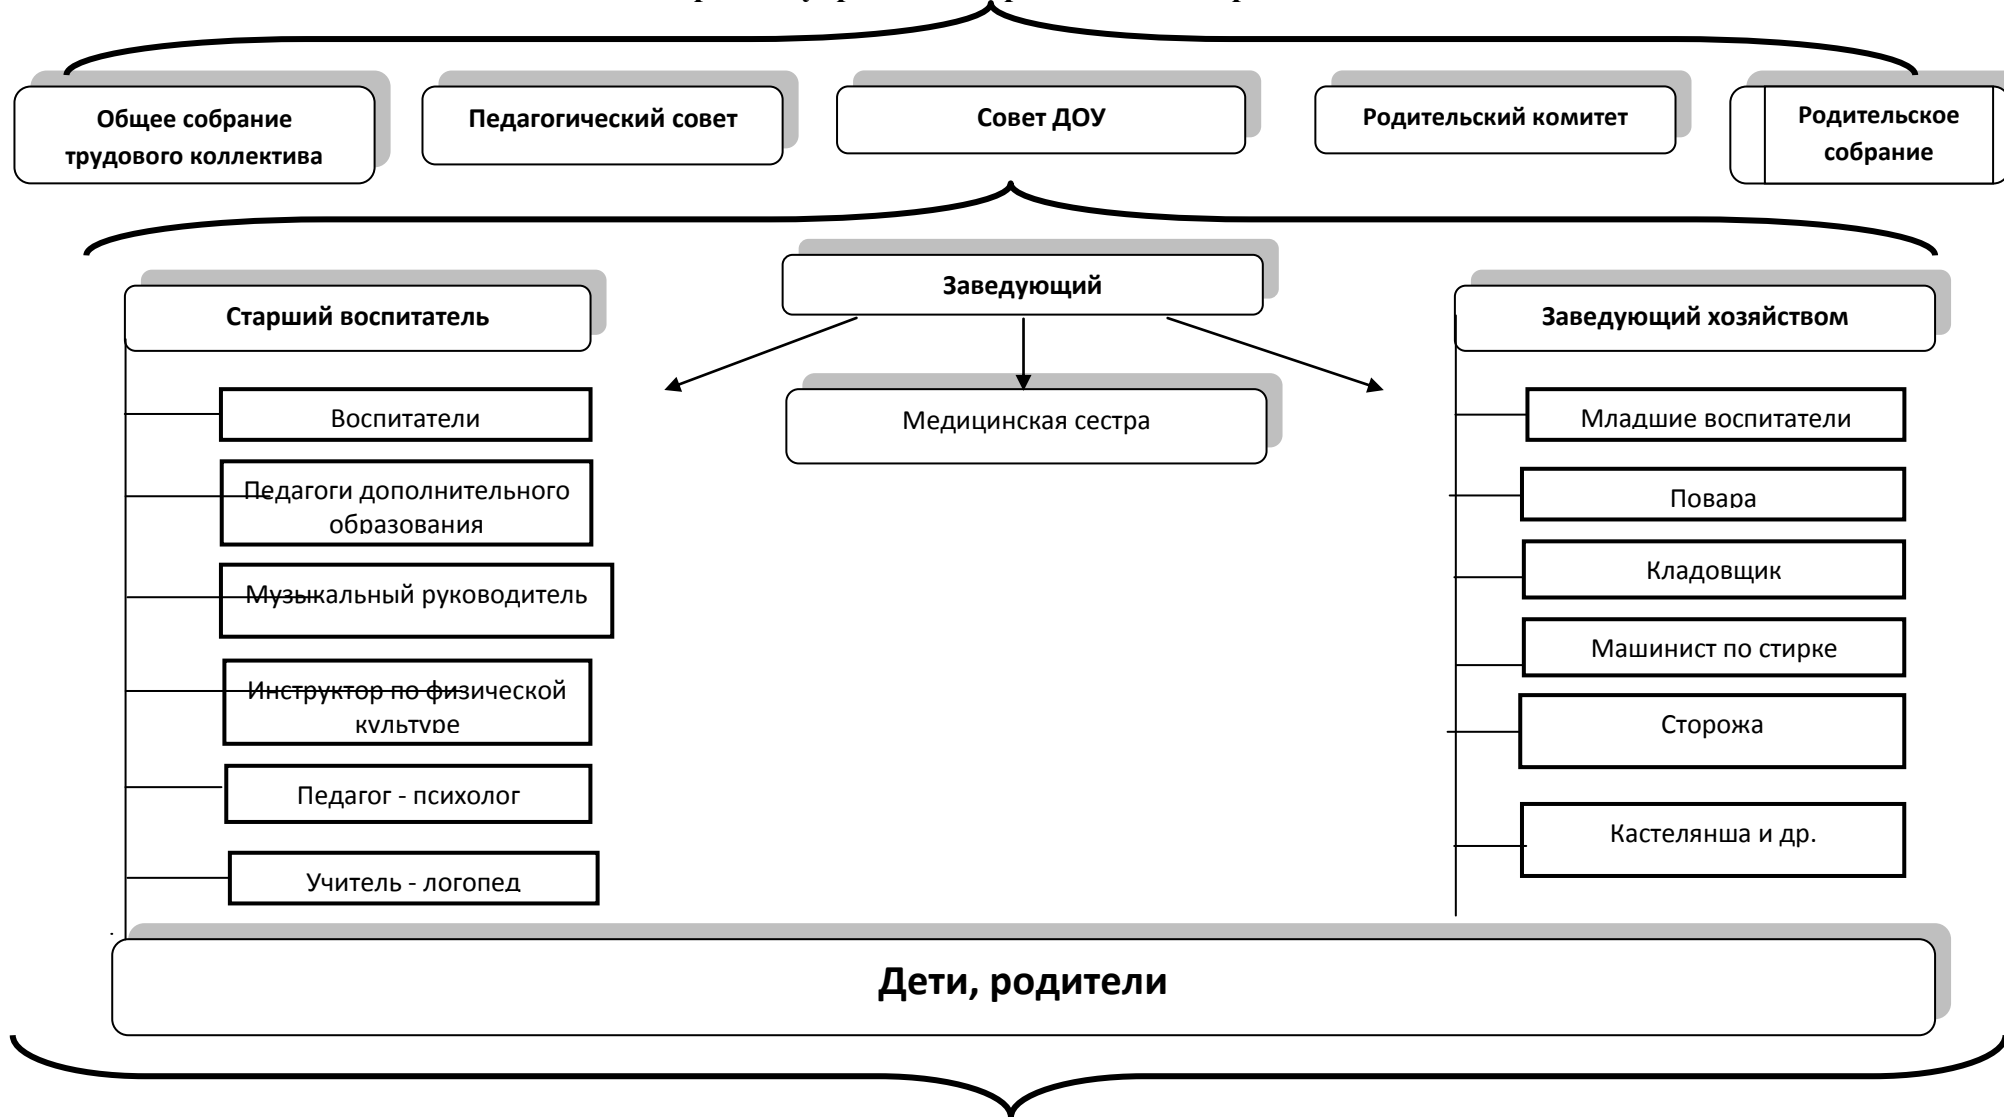 Общее собрание
трудового коллектива
Педагогический совет
Совет ДОУ
Родительский комитет
Родительское
собрание
Заведующий
Старший воспитатель
Заведующий хозяйством
Медицинская сестра
Воспитатели
Педагоги дополнительного
образования
Музыкальный руководитель
Инструктор по физической
культуре
Педагог - психолог
Учитель - логопед
Младшие воспитатели
Повара
Кладовщик
Машинист по стирке
Сторожа
Кастелянша и др.
Дети, родители